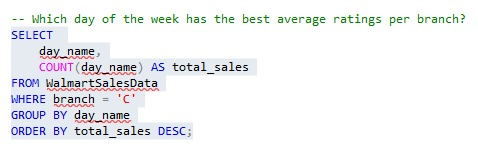 -- Which day of the week has the best average ratings per branch?
SELECT
    day_name,
    COUNT(day_name) AS total_sales
FROM WalmartSalesData
WHERE branch = 'C'
GROUP BY day_name
ORDER BY total_sales DESC;